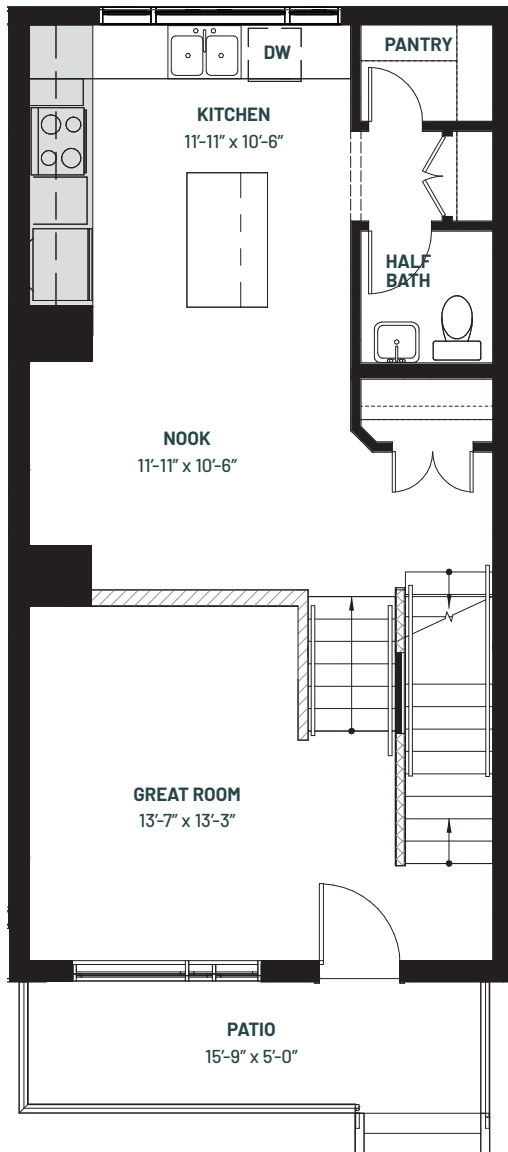 PANTRY
DW
KITCHEN
11'-11" x 10'-6"
HALF
BATH
NOOK
11'-11" x 10'-6"
GREAT ROOM
13'-7" x 13'-3"
PATIO
15'-9" x 5'-0"